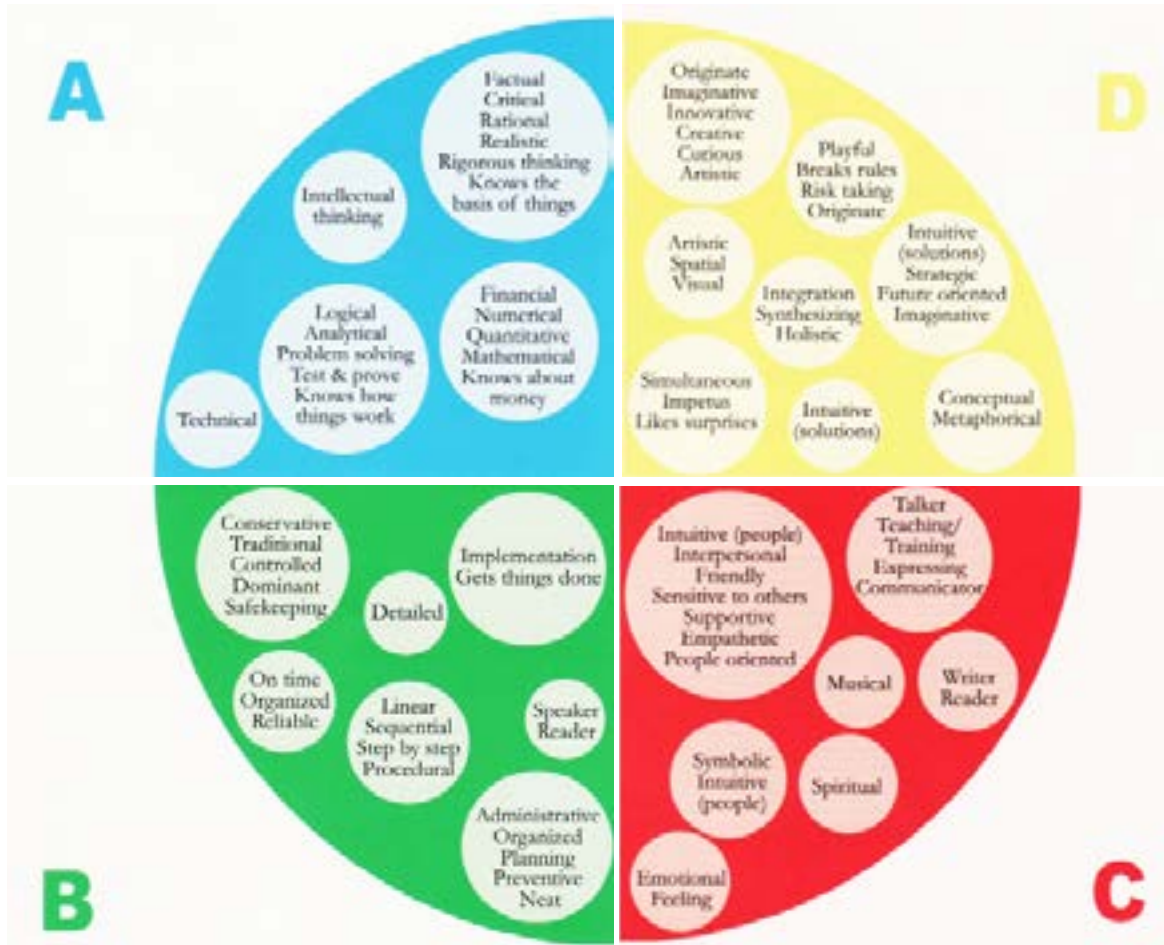 A
Factual
Critical
Rational
Realistic
Rigorous thinking
Knows the
basis of things
Intellectual
thinking
Logical
Analytical
Problem solving
Test & prove
Knows how
things work
Financial
Numerical
Quantitative
Mathematical
Knows about
money
Technical
D
Originate
Imaginative
Innovative
Creative
Curious
Artistic
Playful
Breaks rules
Risk taking
Originate
Artistic
Spatial
Visual
Integration
Synthesizing
Holistic
Intuitive
(solutions)
Strategic
Future oriented
Imaginative
Simultaneous
Impetus
Likes surprises
Intuitive
(solutions)
Conceptual
Metaphorical
B
Conservative
Traditional
Controlled
Dominant
Safekeeping
Detailed
Implementation
Gets things done
On time
Organized
Reliable
Linear
Sequential
Step by step
Procedural
Speaker
Reader
Administrative
Organized
Planning
Preventive
Neat
C
Intuitive (people)
Interpersonal
Friendly
Sensitive to others
Supportive
Empathetic
People oriented
Talker
Teaching/
Training
Expressing
Communicator
Musical
Writer
Reader
Symbolic
Intuitive
(people)
Spiritual
Emotional
Feeling